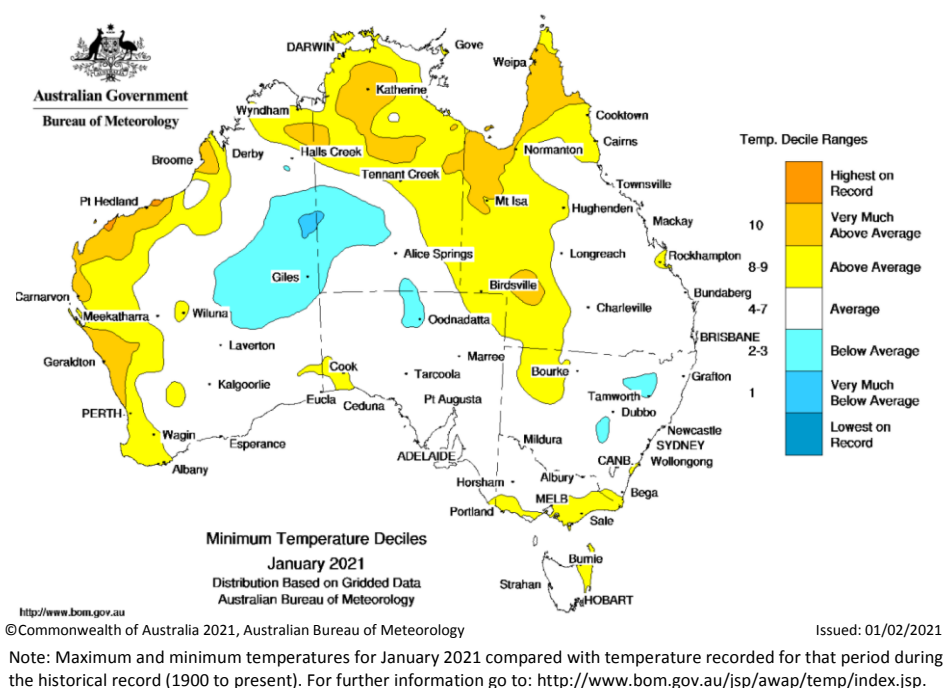 Australian Government
Bureau of Meteorology
DARWIN
Gove
Weipa
Katherine
Wyndham
Cooktown
Cairns
Broome
Derby
Halls Creek
Normanton
Tennant Creek
Townsville
Pt Hedland
Mt Isa
Hughenden
Mackay
Alice Springs
Longreach
Rockhampton
Giles
Birdsville
Carnarvon
Bundaberg
Meekatharra
Wiluna
Oodnadatta
Charleville
BRISBANE
Laverton
Marree
Geraldton
Cook
Tarcoola
Bourke
Grafton
Kalgoorlie
Tamworth
Eucla
Ceduna
Pt Augusta
Dubbo
PERTH
Newcastle
Wagin
Esperance
Mildura
SYDNEY
ADELAIDE
CANB.
Wollongong
Albany
Horsham
Albury
Bega
MELB
Portland
Sale
Burnie
Strahan
HOBART
Temp. Decile Ranges
Highest on
Record
10
Very Much
Above Average
8-9
Above Average
4-7
Average
2-3
Below Average
1
Very Much
Below Average
Lowest on
Record
Minimum Temperature Deciles
January 2021
Distribution Based on Gridded Data
Australian Bureau of Meteorology
http://www.bom.gov.au
©Commonwealth of Australia 2021, Australian Bureau of Meteorology
Issued: 01/02/2021
Note: Maximum and minimum temperatures for January 2021 compared with temperature recorded for that period during
the historical record (1900 to present). For further information go to: http://www.bom.gov.au/jsp/awap/temp/index.jsp.